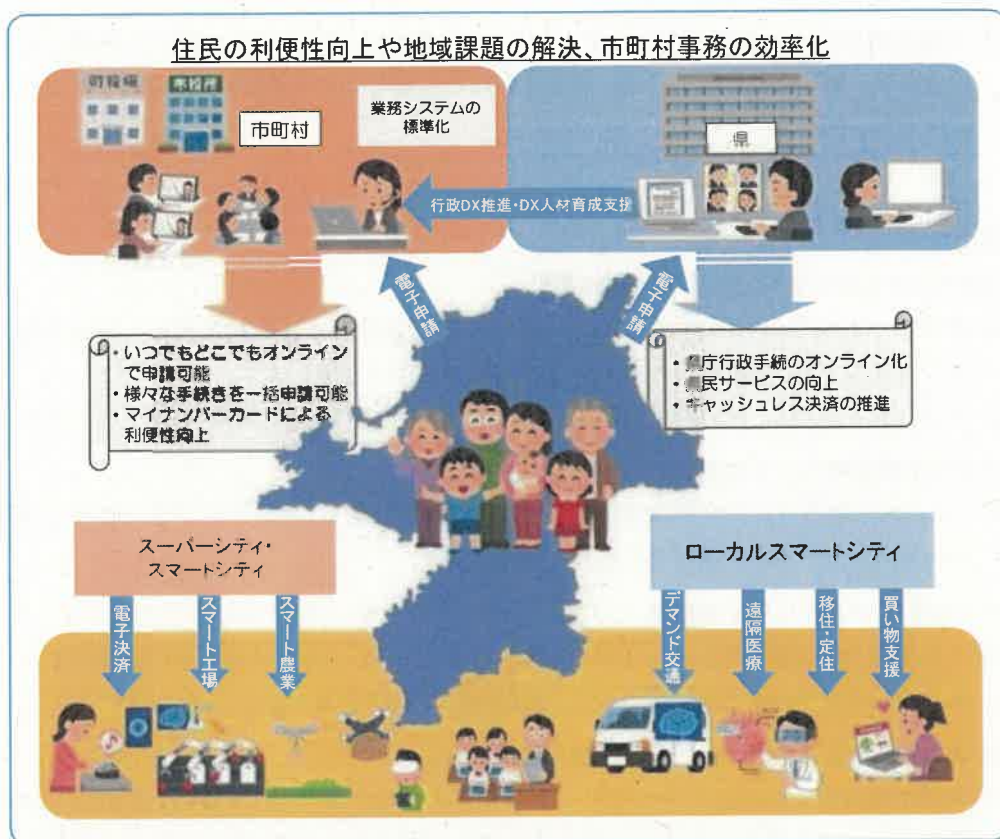 住民の利便性向上や地域課題の解決、市町村事務の効率化
町役場
市役所
市町村
業務システムの
標準化
県
行政DX推進・DX人材育成支援
電子申請
電子申請
・いつでもどこでもオンライン
で申請可能
・様々な手続きを一括申請可能
・マイナンバーカードによる
利便性向上
・県庁行政手続のオンライン化
・県民サービスの向上
・キャッシュレス決済の推進
スーパーシティ・
スマートシティ
ローカルスマートシティ
電子決済
スマート工場
スマート農業
デマンド交通
遠隔医療
移住・定住
買い物支援